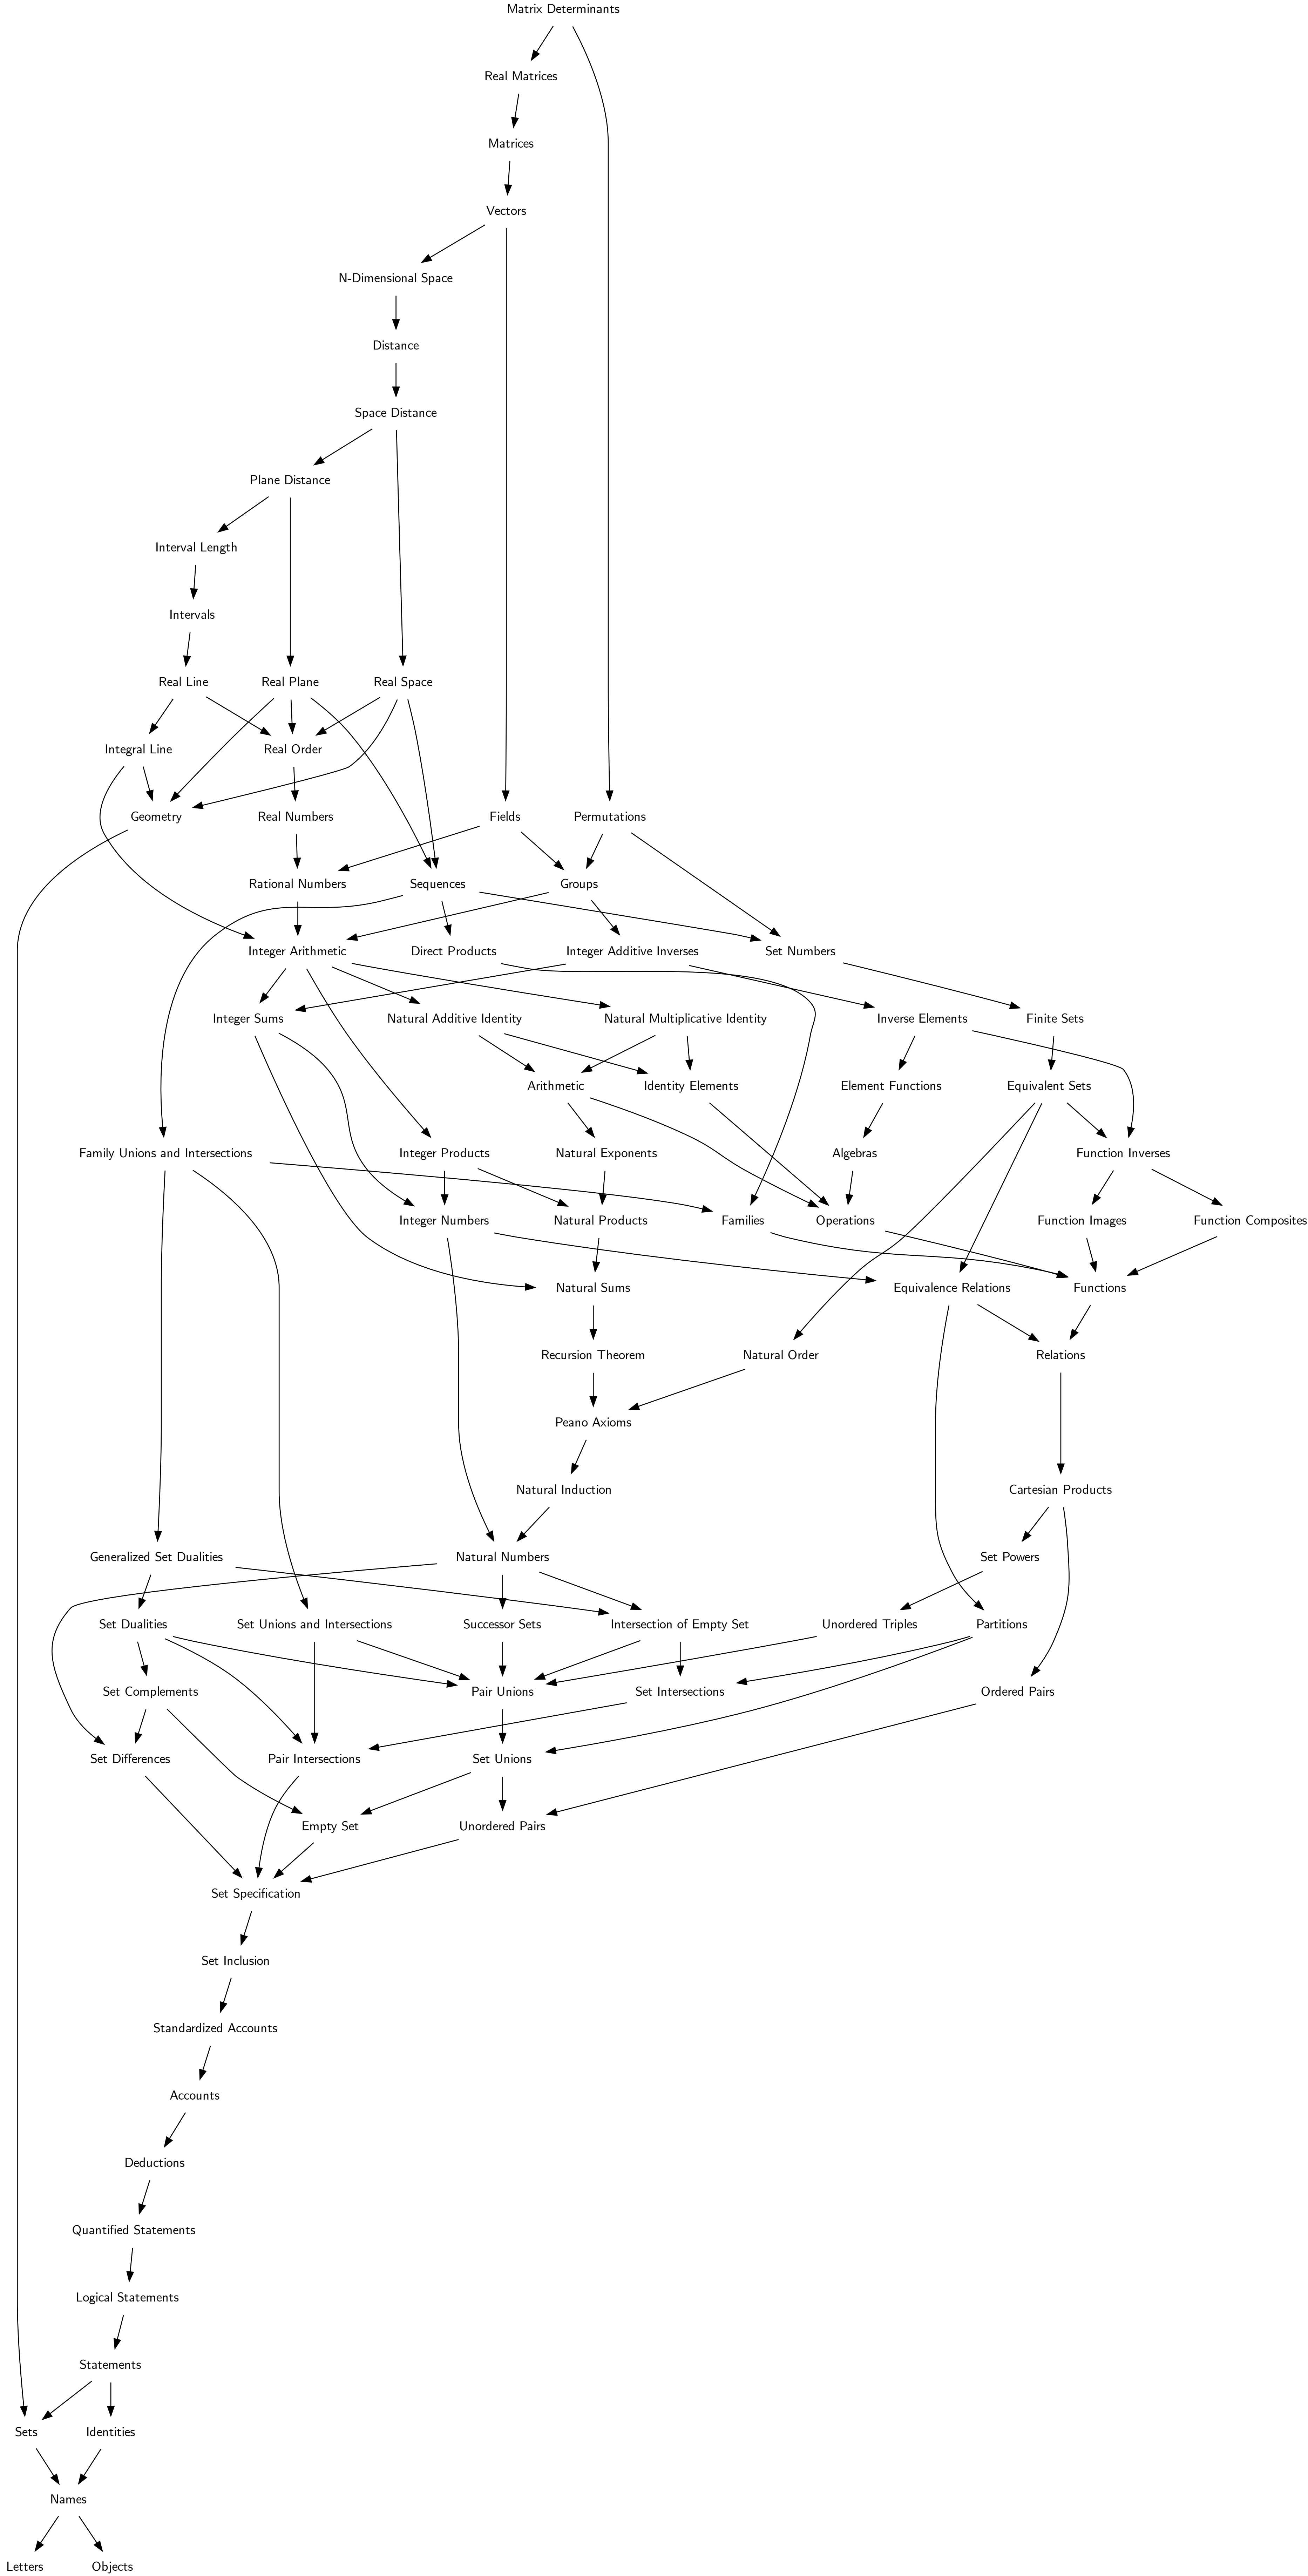 Matrix Determinants
Real Matrices
Matrices
Vectors
N-Dimensional Space
Distance
Space Distance
Plane Distance
Interval Length
Intervals
Real Line
Real Plane
Real Space
Integral Line
Real Order
Geometry
Real Numbers
Fields
Permutations
Rational Numbers
Sequences
Groups
Integer Arithmetic
Direct Products
Integer Additive Inverses
Set Numbers
Integer Sums
Natural Additive Identity
Natural Multiplicative Identity
Inverse Elements
Finite Sets
Arithmetic
Identity Elements
Element Functions
Equivalent Sets
Family Unions and Intersections
Integer Products
Natural Exponents
Algebras
Function Inverses
Integer Numbers
Natural Products
Families
Operations
Function Images
Function Composites
Natural Sums
Equivalence Relations
Functions
Recursion Theorem
Natural Order
Relations
Peano Axioms
Natural Induction
Cartesian Products
Generalized Set Dualities
Natural Numbers
Set Powers
Set Dualities
Set Unions and Intersections
Successor Sets
Intersection of Empty Set
Unordered Triples
Partitions
Set Complements
Pair Unions
Set Intersections
Ordered Pairs
Set Differences
Pair Intersections
Set Unions
Empty Set
Unordered Pairs
Set Specification
Set Inclusion
Standardized Accounts
Accounts
Deductions
Quantified Statements
Logical Statements
Statements
Sets
Identities
Names
Letters
Objects